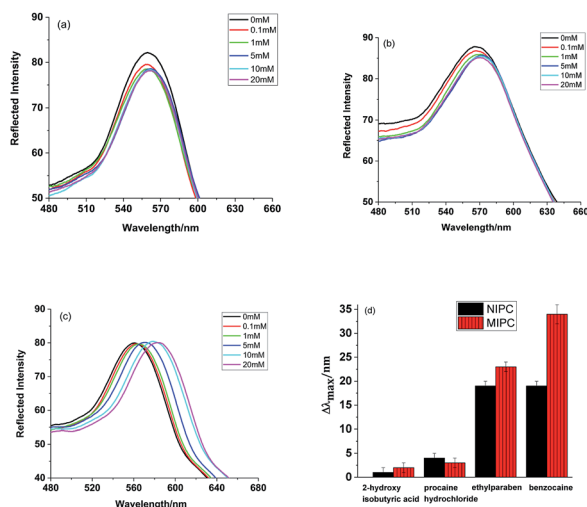 (a)
0mM
0.1mM
1mM
5mM
10mM
20mM
Reflected Intensity
90
80
70
60
50
480 510 540 570 600 630 660
Wavelength/nm
(b)
0mM
0.1mM
1mM
5mM
10mM
20mM
Reflected Intensity
90
80
70
60
50
480 510 540 570 600 630 660
Wavelength/nm
(c)
0mM
0.1mM
1mM
5mM
10mM
20mM
Reflected Intensity
90
80
70
60
50
40
480 520 560 600 640 680
Wavelength/nm
(d)
NIPC
MIPC
Δλmax/nm
35
30
25
20
15
10
5
0
2-hydroxy isobutyric acid
procaine hydrochloride
ethylparaben
benzocaine